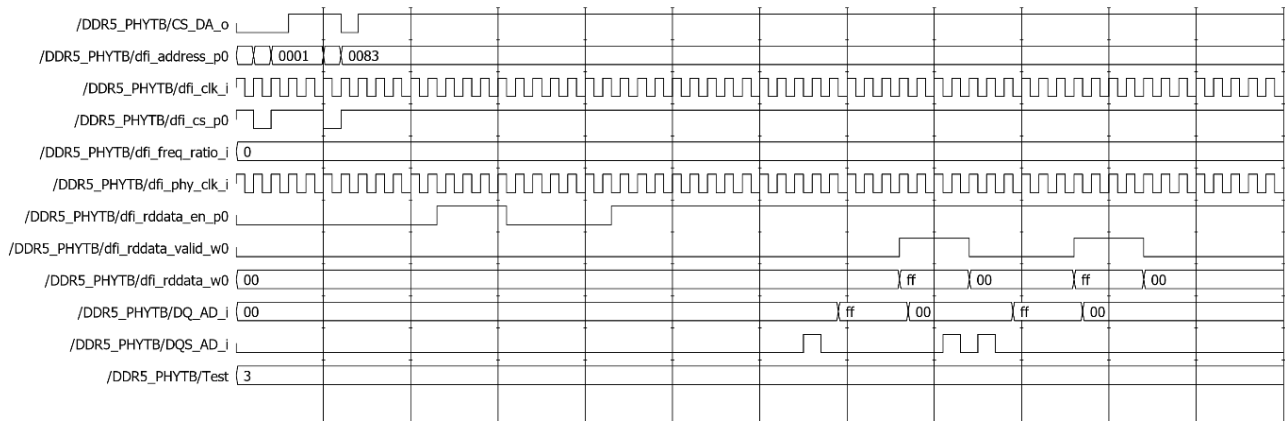 /DDR5_PHYTB/CS_DA_o
/DDR5_PHYTB/dfi_address_p0 0001 0083
/DDR5_PHYTB/dfi_clk_i
/DDR5_PHYTB/dfi_cs_p0
/DDR5_PHYTB/dfi_freq_ratio_i 0
/DDR5_PHYTB/dfi_phy_clk_i
/DDR5_PHYTB/dfi_rddata_en_p0
/DDR5_PHYTB/dfi_rddata_valid_w0
/DDR5_PHYTB/dfi_rddata_w0 00 ff 00 ff 00
/DDR5_PHYTB/DQ_AD_i 00 ff 00 ff 00
/DDR5_PHYTB/DQS_AD_i
/DDR5_PHYTB/Test 3